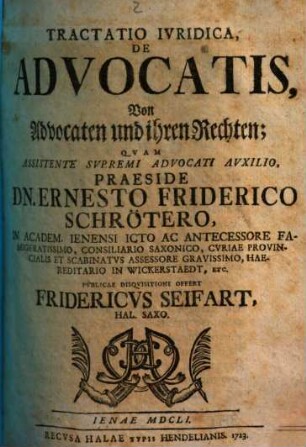 2
TRACTATIO IVRIDICA,
DE
ADVOCATIS,
Von
Advocaten und ihren Rechten;
QVAM
ASSISTENTE SVPREMI ADVOCATI AVXILIO,
PRAESIDE
DN. ERNESTO FRIDERICO
SCHRÖTERO,
IN ACADEM. IENENSI ICTO AC ANTECESSORE FA-
MIGERATISSIMO, CONSILIARIO SAXONICO, CVRIAE PROVIN-
CIALIS ET SCABINATVS ASSESSORE GRAVISSIMO, HAE-
REDITARIO IN WICKERSTAEDT, etc.
PUBLICAE DISQVISITIONI OFFERT
FRIDERICVS SEIFART,
HAL. SAXO.
IENAE MDCLI.
RECVSA HALAE TYPIS HENDELIANIS. 1723.